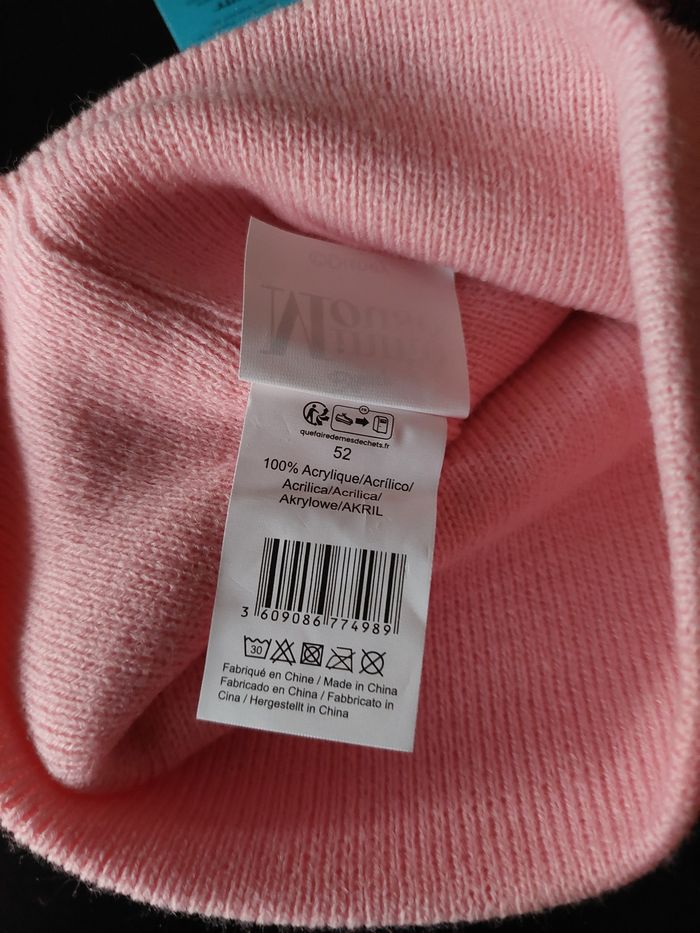 quefairedemesdechets.fr
52
100% Acrylique/Acrílico/
Acrilica/Acrilica/
Akrylowe/AKRIL
3 609086 774989
30
Fabriqué en Chine / Made in China
Fabricado en China / Fabbricato in
Cina / Hergestellt in China